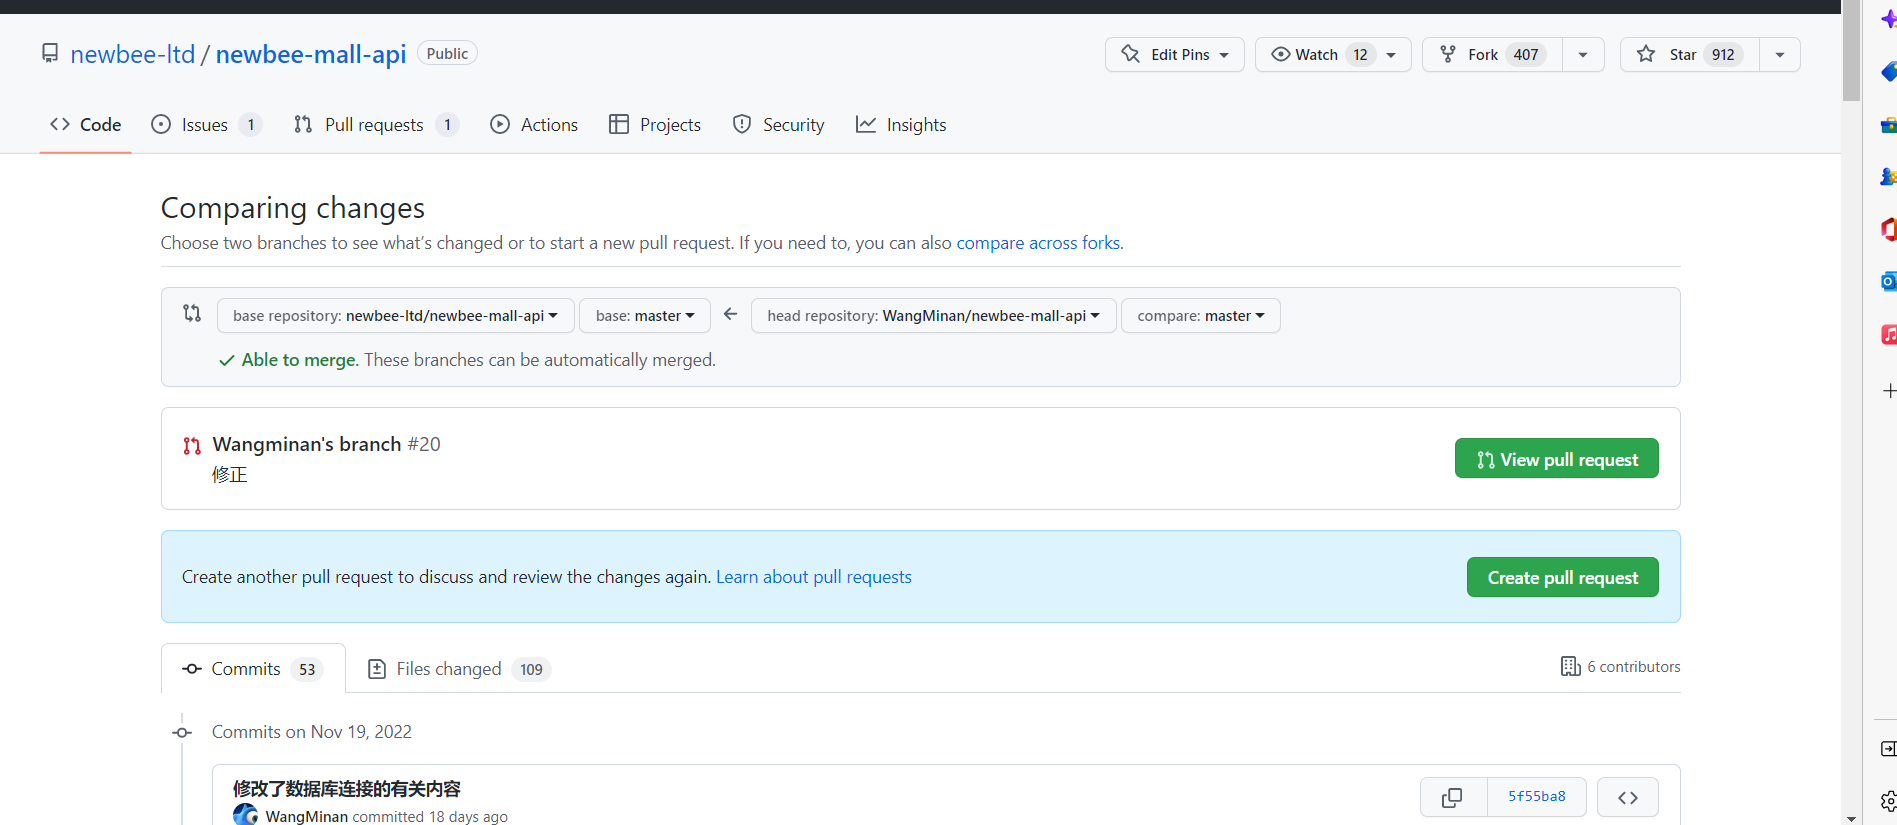 newbee-ltd / newbee-mall-api Public
Edit Pins Watch 12 Fork 407 Star 912
Code Issues 1 Pull requests 1 Actions Projects Security Insights
Comparing changes
Choose two branches to see what's changed or to start a new pull request. If you need to, you can also compare across forks.
base repository: newbee-ltd/newbee-mall-api base: master head repository: WangMinan/newbee-mall-api compare: master
Able to merge. These branches can be automatically merged.
Wangminan's branch #20
修正
View pull request
Create another pull request to discuss and review the changes again. Learn about pull requests
Create pull request
Commits 53 Files changed 109
6 contributors
Commits on Nov 19, 2022
修改了数据库连接的有关内容
WangMinan committed 18 days ago
5f55ba8